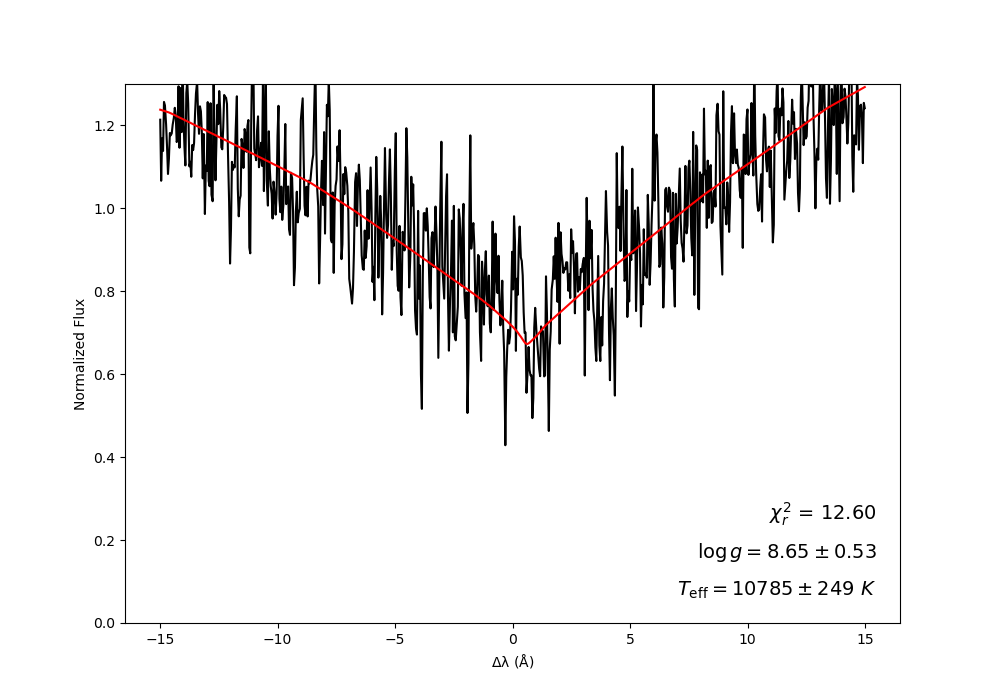 Normalized Flux
1.2
1.0
0.8
0.6
0.4
0.2
0.0
χ²ᵣ = 12.60
log g = 8.65 ± 0.53
T_eff = 10785 ± 249 K
−15 −10 −5 0 5 10 15
Δλ (Å)